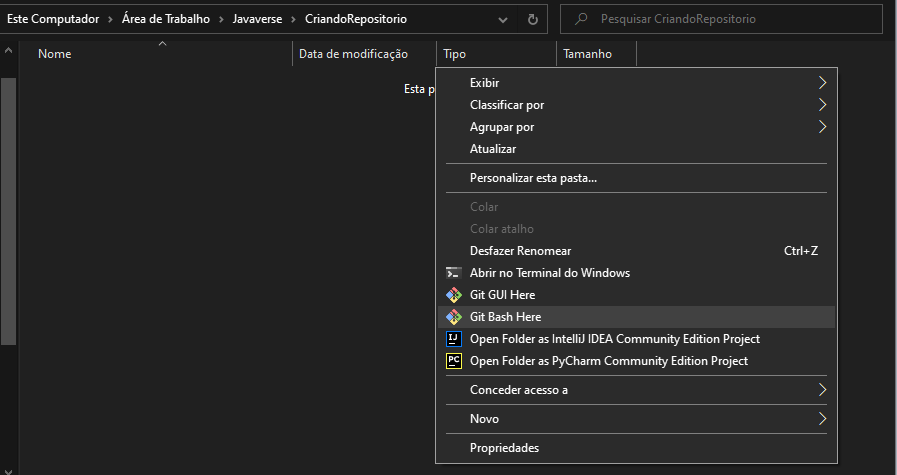 Este Computador > Área de Trabalho > Javaverse > CriandoRepositorio
Pesquisar CriandoRepositorio
Nome Data de modificação Tipo Tamanho
Esta p
Exibir
Classificar por
Agrupar por
Atualizar
Personalizar esta pasta...
Colar
Colar atalho
Desfazer Renomear Ctrl+Z
Abrir no Terminal do Windows
Git GUI Here
Git Bash Here
IJ Open Folder as IntelliJ IDEA Community Edition Project
PC Open Folder as PyCharm Community Edition Project
Conceder acesso a
Novo
Propriedades